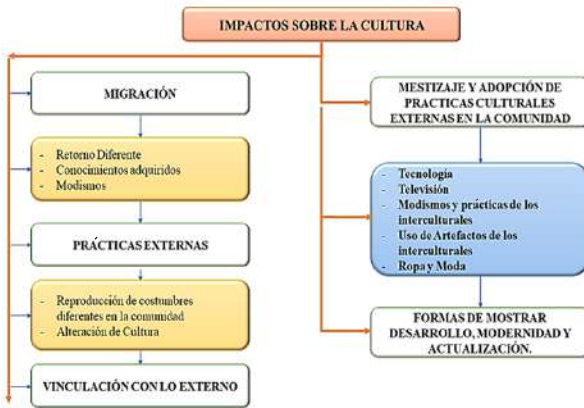 IMPACTOS SOBRE LA CULTURA
MIGRACIÓN
- Retorno Diferente
- Conocimientos adquiridos
- Modismos
PRÁCTICAS EXTERNAS
- Reproducción de costumbres
diferentes en la comunidad
- Alteración de Cultura
VINCULACIÓN CON LO EXTERNO
MESTIZAJE Y ADOPCIÓN DE
PRACTICAS CULTURALES
EXTERNAS EN LA COMUNIDAD
- Tecnología
- Televisión
- Modismos y prácticas de los
interculturales
- Uso de Artefactos de los
interculturales
- Ropa y Moda
FORMAS DE MOSTRAR
DESARROLLO, MODERNIDAD Y
ACTUALIZACIÓN.